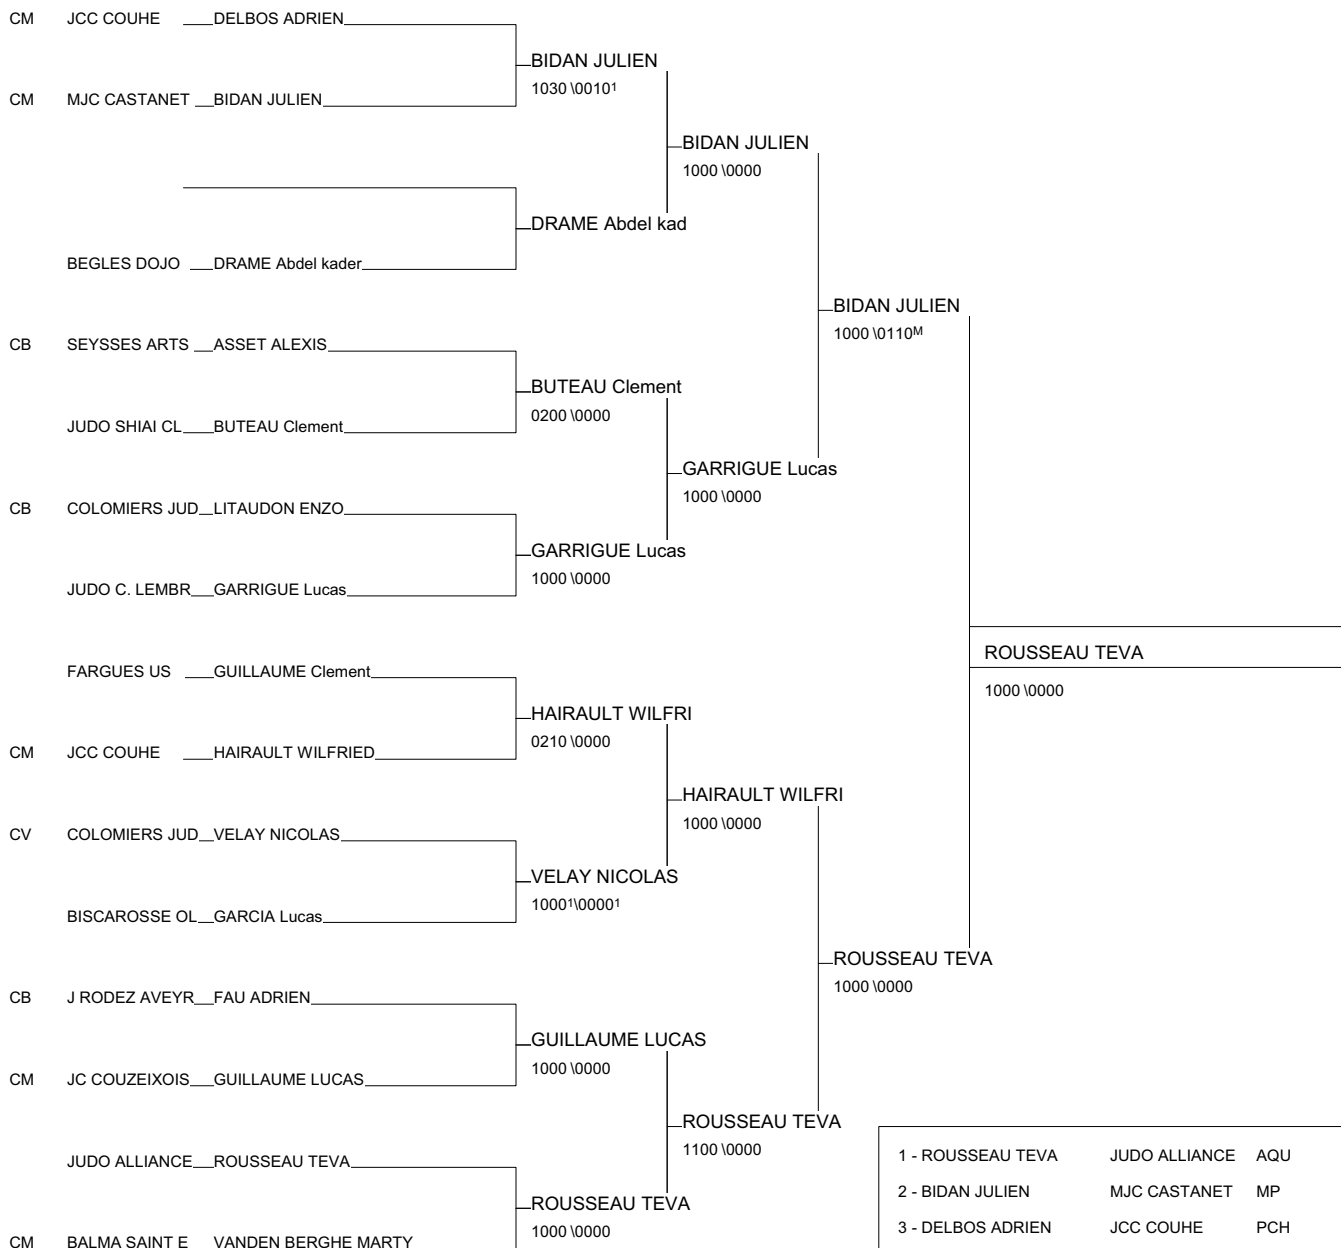 CM JCC COUHE DELBOS ADRIEN
BIDAN JULIEN
1030 \0010¹
CM MJC CASTANET BIDAN JULIEN
BIDAN JULIEN
1000 \0000
DRAME Abdel kad
BEGLES DOJO DRAME Abdel kader
BIDAN JULIEN
1000 \0110ᴹ
CB SEYSSES ARTS ASSET ALEXIS
BUTEAU Clement
0200 \0000
JUDO SHIAI CL BUTEAU Clement
GARRIGUE Lucas
1000 \0000
CB COLOMIERS JUD LITAUDON ENZO
GARRIGUE Lucas
1000 \0000
JUDO C. LEMBR GARRIGUE Lucas
ROUSSEAU TEVA
1000 \0000
FARGUES US GUILLAUME Clement
HAIRAULT WILFRI
0210 \0000
CM JCC COUHE HAIRAULT WILFRIED
HAIRAULT WILFRI
1000 \0000
CV COLOMIERS JUD VELAY NICOLAS
VELAY NICOLAS
1000¹\0000¹
BISCAROSSE OL GARCIA Lucas
ROUSSEAU TEVA
1000 \0000
CB J RODEZ AVEYR FAU ADRIEN
GUILLAUME LUCAS
1000 \0000
CM JC COUZEIXOIS GUILLAUME LUCAS
ROUSSEAU TEVA
1100 \0000
JUDO ALLIANCE ROUSSEAU TEVA
ROUSSEAU TEVA
1000 \0000
CM BALMA SAINT E VANDEN BERGHE MARTY
1 - ROUSSEAU TEVA JUDO ALLIANCE AQU
2 - BIDAN JULIEN MJC CASTANET MP
3 - DELBOS ADRIEN JCC COUHE PCH